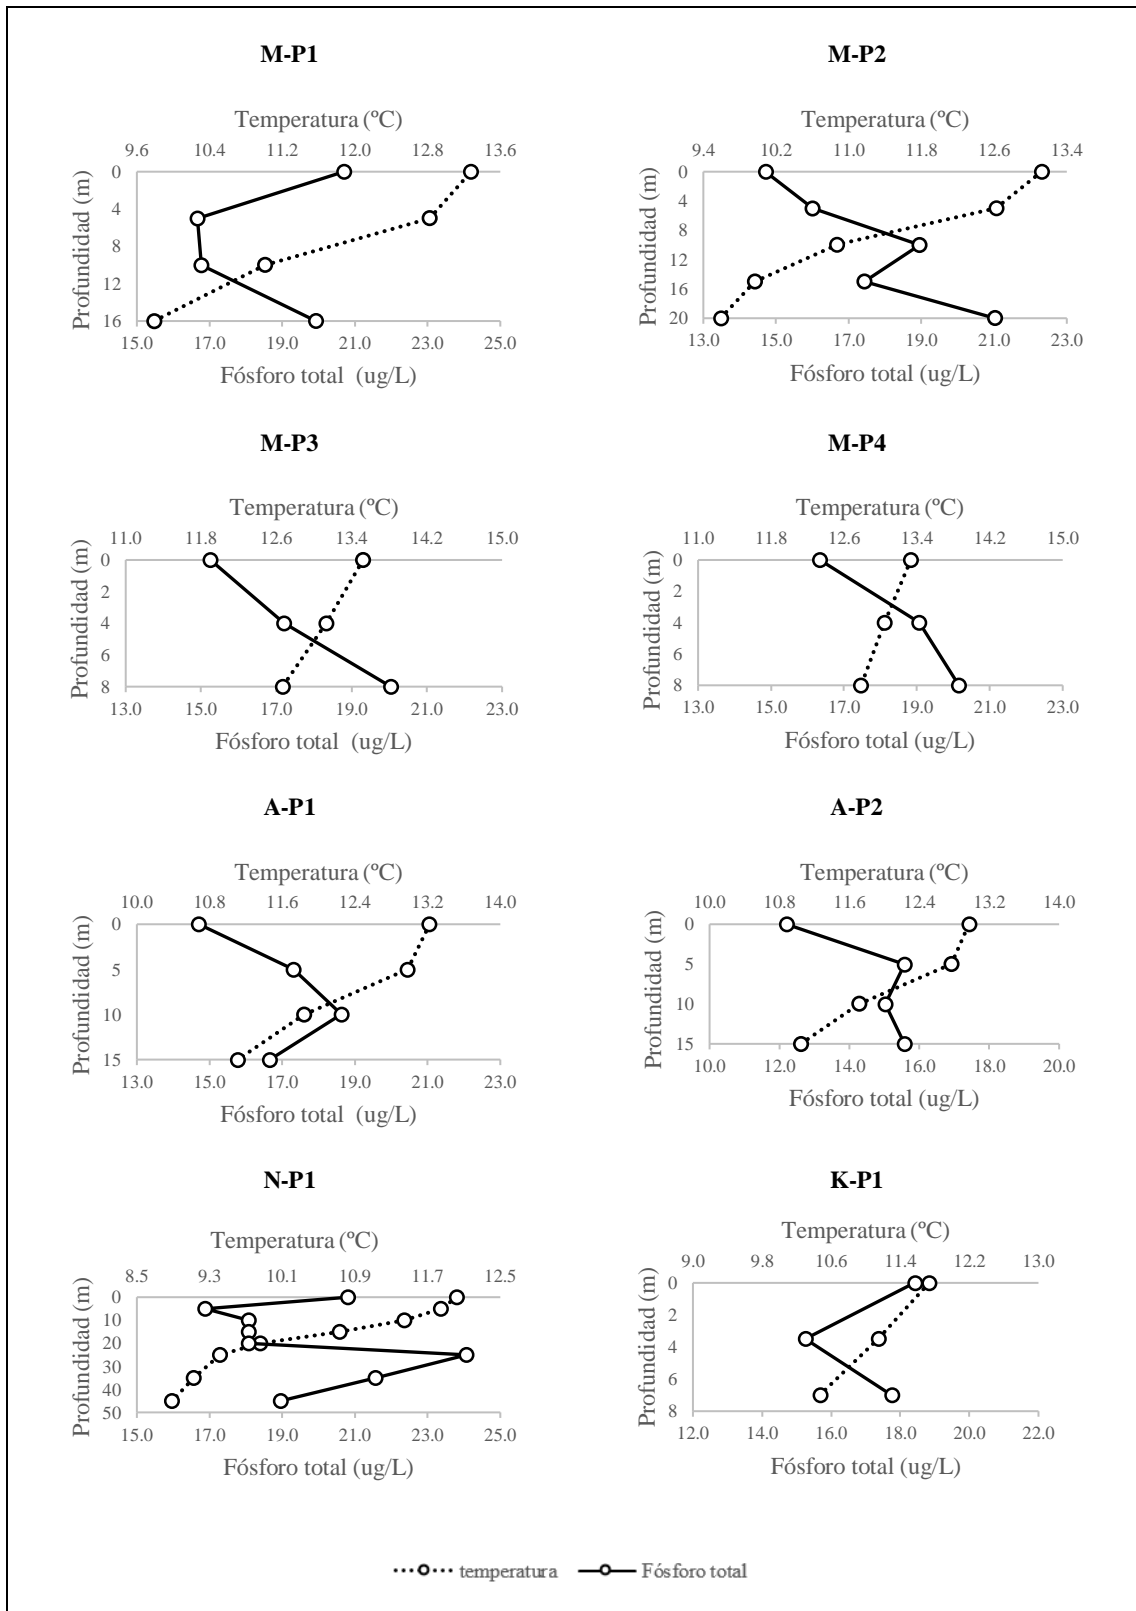 M-P1
Temperatura (ºC)
9.6 10.4 11.2 12.0 12.8 13.6
Profundidad (m)
0
4
8
12
16
15.0 17.0 19.0 21.0 23.0 25.0
Fósforo total (ug/L)
M-P2
Temperatura (ºC)
9.4 10.2 11.0 11.8 12.6 13.4
Profundidad (m)
0
4
8
12
16
20
13.0 15.0 17.0 19.0 21.0 23.0
Fósforo total (ug/L)
M-P3
Temperatura (ºC)
11.0 11.8 12.6 13.4 14.2 15.0
Profundidad (m)
0
2
4
6
8
13.0 15.0 17.0 19.0 21.0 23.0
Fósforo total (ug/L)
M-P4
Temperatura (ºC)
11.0 11.8 12.6 13.4 14.2 15.0
Profundidad (m)
0
2
4
6
8
13.0 15.0 17.0 19.0 21.0 23.0
Fósforo total (ug/L)
A-P1
Temperatura (ºC)
10.0 10.8 11.6 12.4 13.2 14.0
Profundidad (m)
0
5
10
15
13.0 15.0 17.0 19.0 21.0 23.0
Fósforo total (ug/L)
A-P2
Temperatura (ºC)
10.0 10.8 11.6 12.4 13.2 14.0
Profundidad (m)
0
5
10
15
10.0 12.0 14.0 16.0 18.0 20.0
Fósforo total (ug/L)
N-P1
Temperatura (ºC)
8.5 9.3 10.1 10.9 11.7 12.5
Profundidad (m)
0
10
20
30
40
50
15.0 17.0 19.0 21.0 23.0 25.0
Fósforo total (ug/L)
K-P1
Temperatura (ºC)
9.0 9.8 10.6 11.4 12.2 13.0
Profundidad (m)
0
2
4
6
8
12.0 14.0 16.0 18.0 20.0 22.0
Fósforo total (ug/L)
temperatura Fósforo total